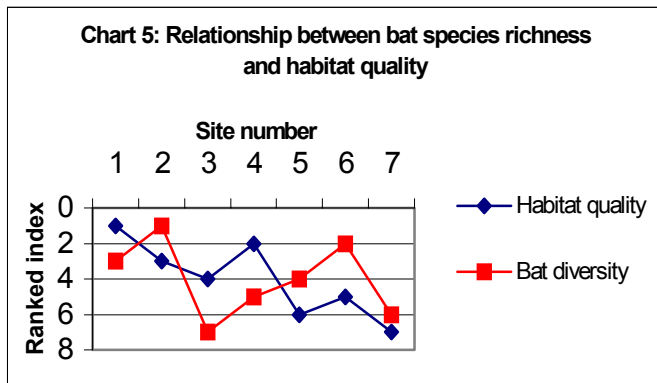 Chart 5: Relationship between bat species richness
and habitat quality
Site number
1 2 3 4 5 6 7
0
2
4
6
8
Ranked index
Habitat quality
Bat diversity